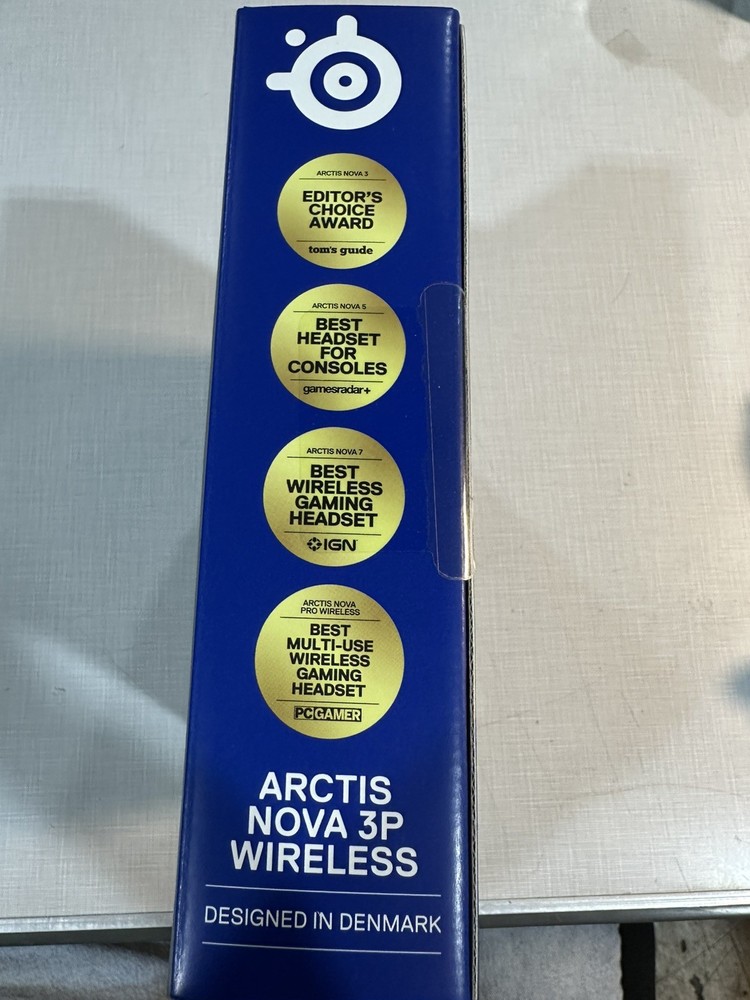 ARCTIS NOVA 3
EDITOR'S
CHOICE
AWARD
tom's guide
ARCTIS NOVA 5
BEST
HEADSET
FOR
CONSOLES
gamesradar+
ARCTIS NOVA 7
BEST
WIRELESS
GAMING
HEADSET
IGN
ARCTIS NOVA
PRO WIRELESS
BEST
MULTI-USE
WIRELESS
GAMING
HEADSET
PC GAMER
ARCTIS
NOVA 3P
WIRELESS
DESIGNED IN DENMARK